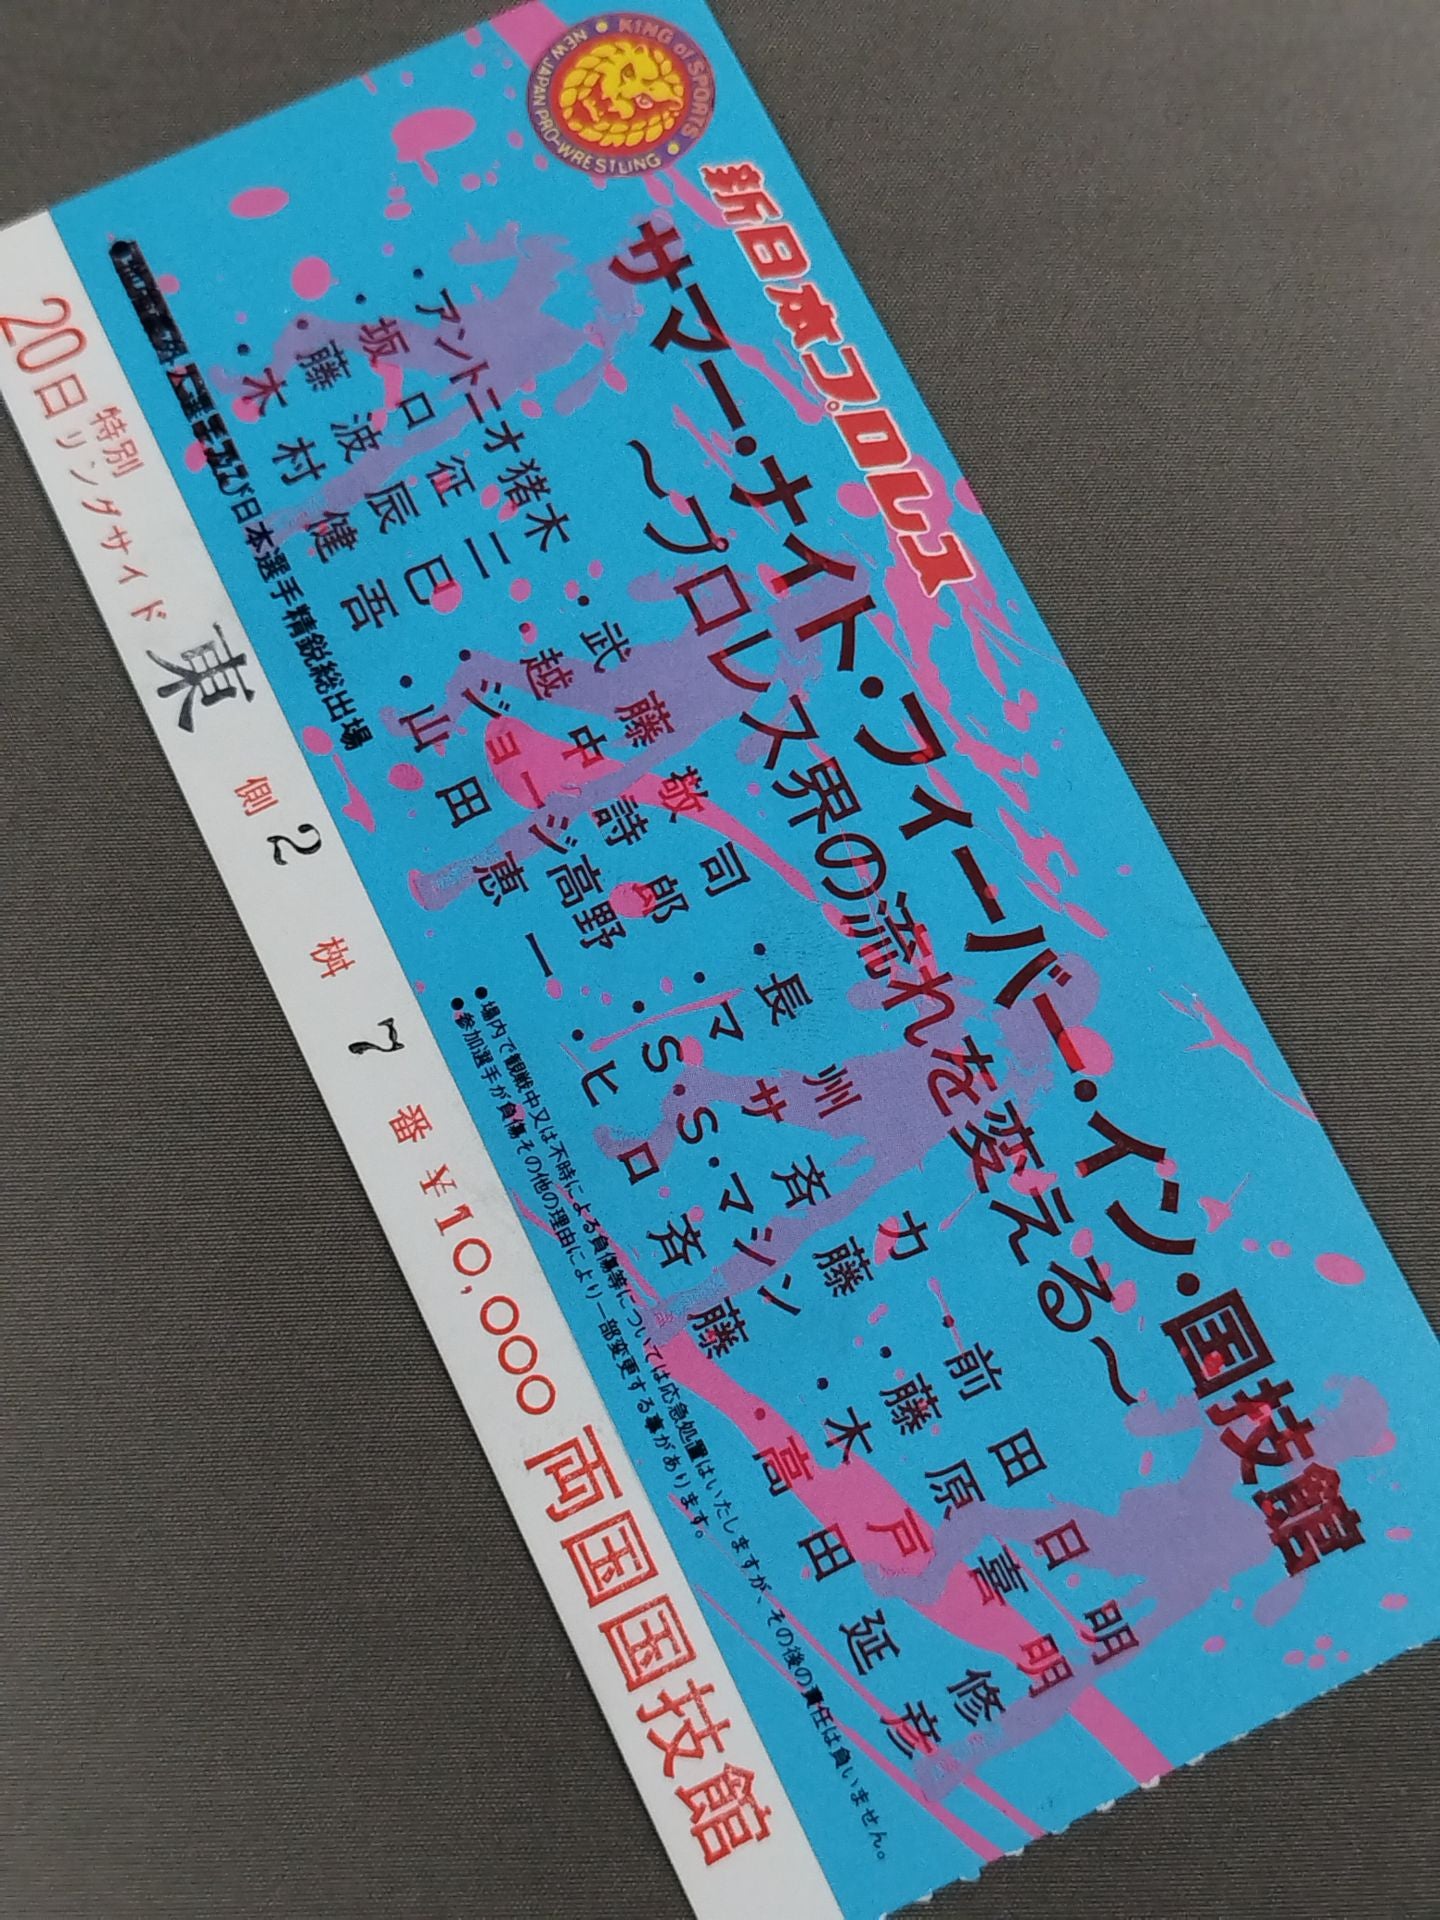 KING of SPORTS
NEW JAPAN PRO-WRESTLING
新日本プロレス
サマー・ナイト・フィーバー・イン・国技館
〜プロレス界の流れを変える〜
・アントニオ猪木 ・武藤敬司 ・長州力 ・前田日明
・坂口征二 ・越中詩郎 ・マサ斉藤 ・藤原喜明
・藤波辰巳 ・ジョージ高野 ・S.S.マシン ・木戸修
・木村健吾 ・山田恵一 ・ヒロ斉藤 ・高田延彦
及び日本選手精鋭総出場
●場内で観戦中又は不時による負傷等については応急処置はいたしますが、その後の責任は負いません。
●参加選手が負傷その他の理由により一部変更する事があります。
20日 特別リングサイド 東側 2 桝 7 番 ¥10,000 両国国技館